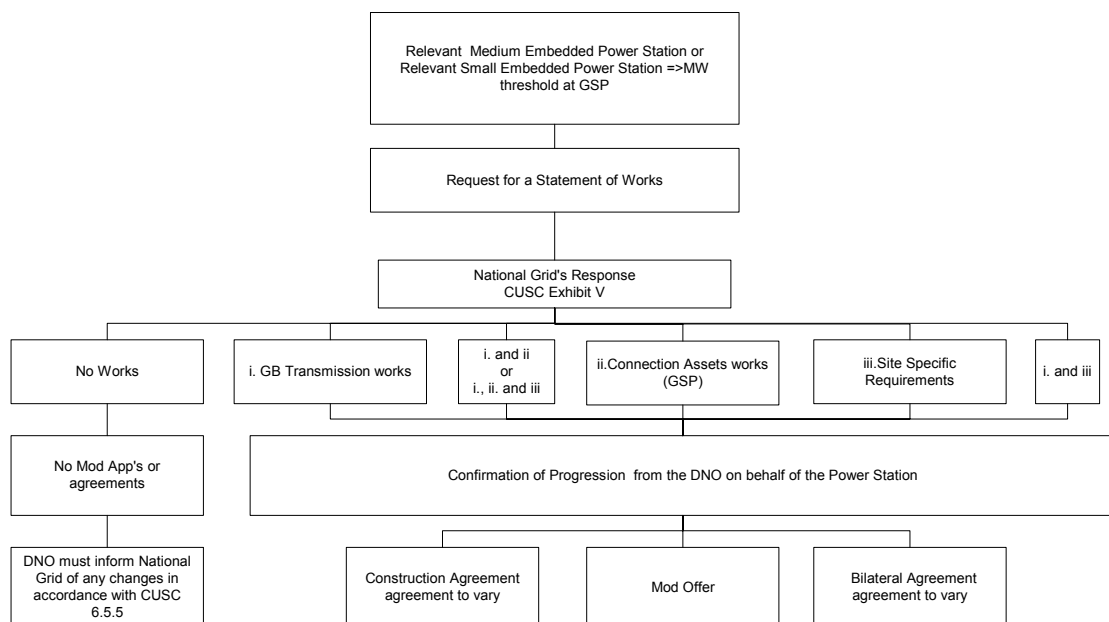 Relevant Medium Embedded Power Station or
Relevant Small Embedded Power Station =>MW
threshold at GSP
Request for a Statement of Works
National Grid's Response
CUSC Exhibit V
No Works
i. GB Transmission works
i. and ii
or
i., ii. and iii
ii.Connection Assets works
(GSP)
iii.Site Specific
Requirements
i. and iii
No Mod App's or
agreements
Confirmation of Progression from the DNO on behalf of the Power Station
DNO must inform National
Grid of any changes in
accordance with CUSC
6.5.5
Construction Agreement
agreement to vary
Mod Offer
Bilateral Agreement
agreement to vary